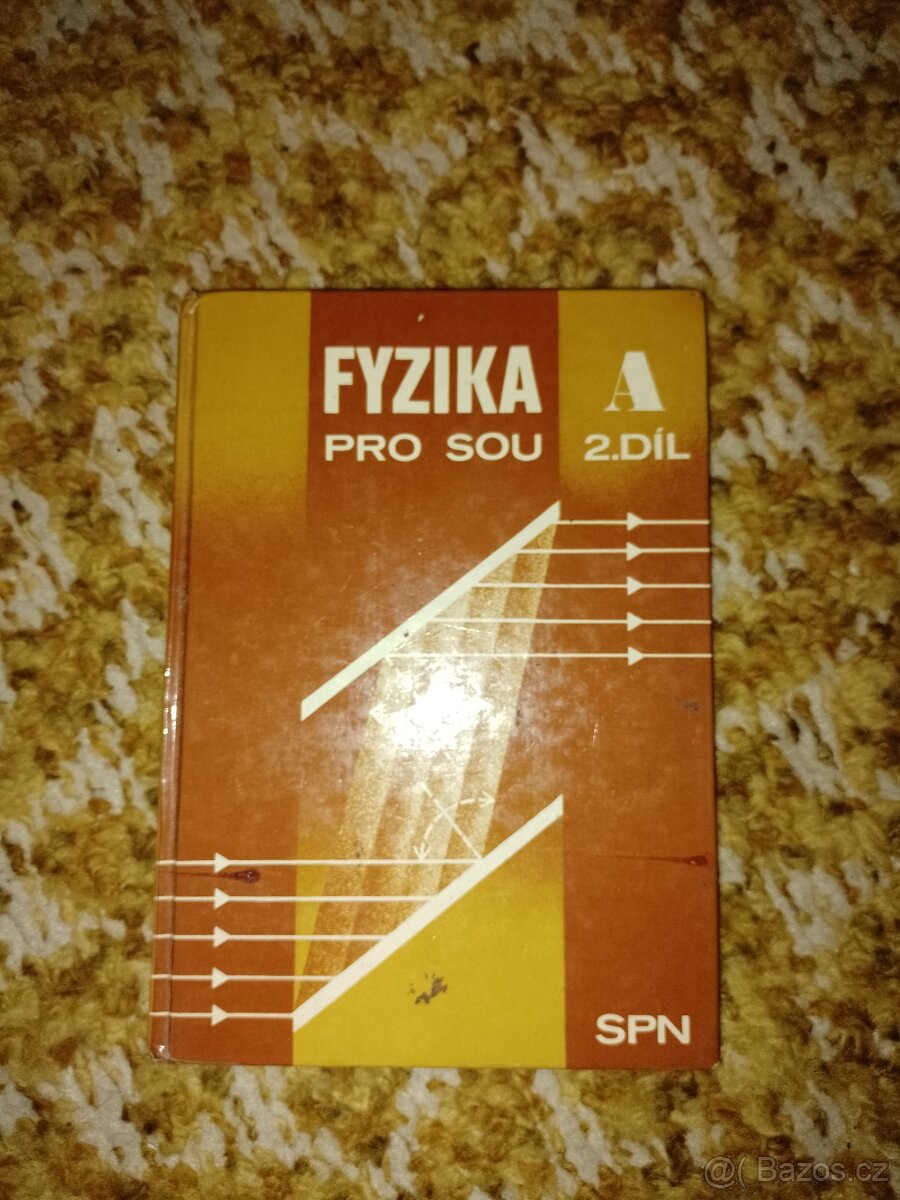 FYZIKA A
PRO SOU 2.DÍL
SPN
@( Bazos.cz